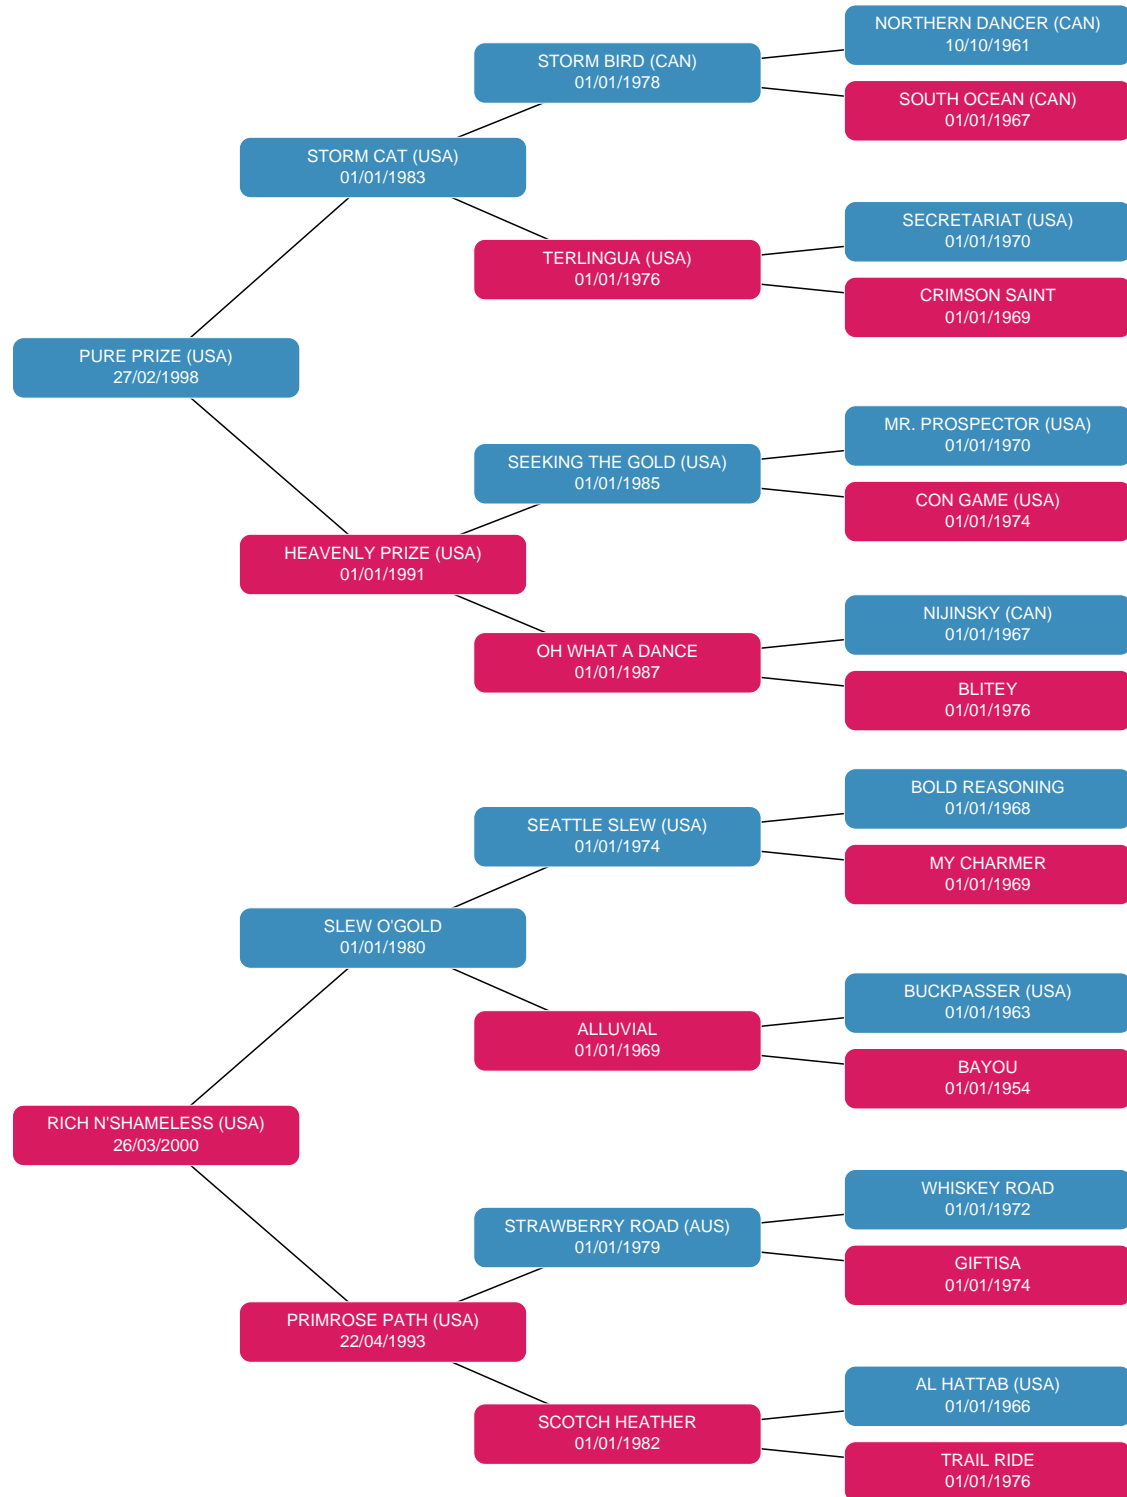 NORTHERN DANCER (CAN)
10/10/1961
STORM BIRD (CAN)
01/01/1978
SOUTH OCEAN (CAN)
01/01/1967
STORM CAT (USA)
01/01/1983
SECRETARIAT (USA)
01/01/1970
TERLINGUA (USA)
01/01/1976
CRIMSON SAINT
01/01/1969
PURE PRIZE (USA)
27/02/1998
MR. PROSPECTOR (USA)
01/01/1970
SEEKING THE GOLD (USA)
01/01/1985
CON GAME (USA)
01/01/1974
HEAVENLY PRIZE (USA)
01/01/1991
NIJINSKY (CAN)
01/01/1967
OH WHAT A DANCE
01/01/1987
BLITEY
01/01/1976
BOLD REASONING
01/01/1968
SEATTLE SLEW (USA)
01/01/1974
MY CHARMER
01/01/1969
SLEW O'GOLD
01/01/1980
BUCKPASSER (USA)
01/01/1963
ALLUVIAL
01/01/1969
BAYOU
01/01/1954
RICH N'SHAMELESS (USA)
26/03/2000
WHISKEY ROAD
01/01/1972
STRAWBERRY ROAD (AUS)
01/01/1979
GIFTISA
01/01/1974
PRIMROSE PATH (USA)
22/04/1993
AL HATTAB (USA)
01/01/1966
SCOTCH HEATHER
01/01/1982
TRAIL RIDE
01/01/1976